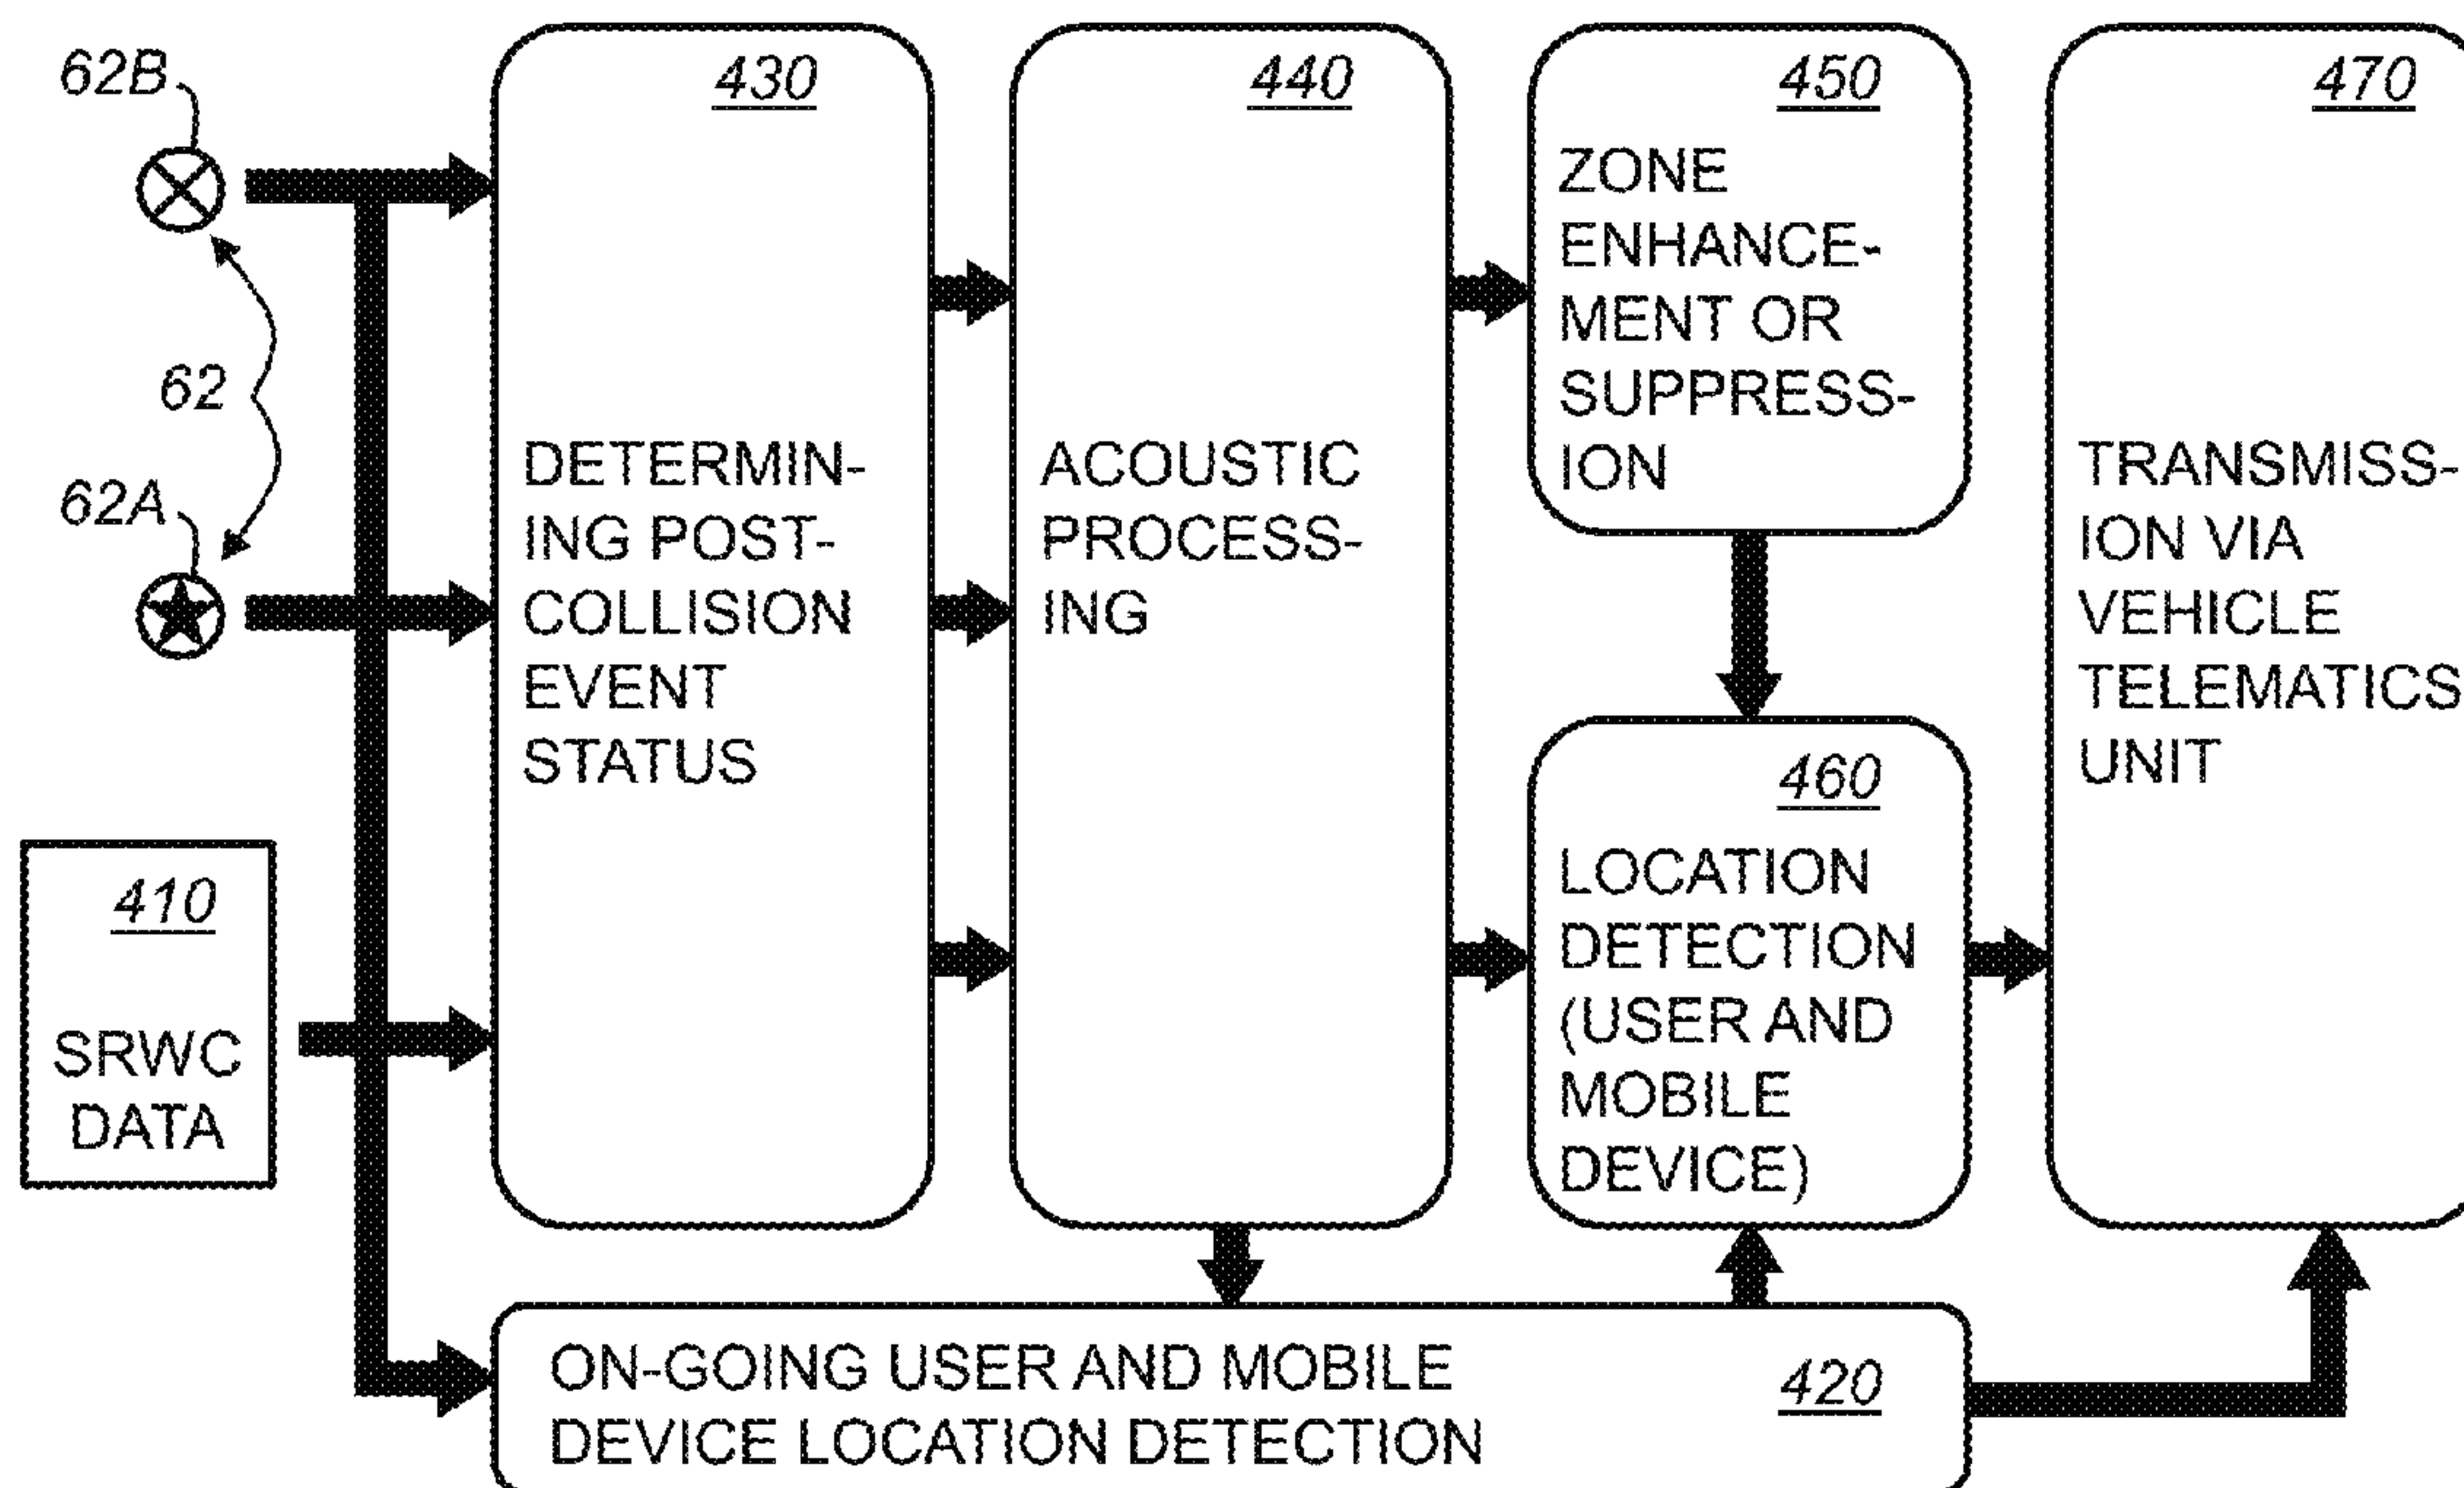 62B
62
62A
410
SRWC
DATA
430
DETERMIN-
ING POST-
COLLISION
EVENT
STATUS
440
ACOUSTIC
PROCESS-
ING
450
ZONE
ENHANCE-
MENT OR
SUPPRESS-
ION
460
LOCATION
DETECTION
(USER AND
MOBILE
DEVICE)
470
TRANSMISS-
ION VIA
VEHICLE
TELEMATICS
UNIT
ON-GOING USER AND MOBILE
DEVICE LOCATION DETECTION
420